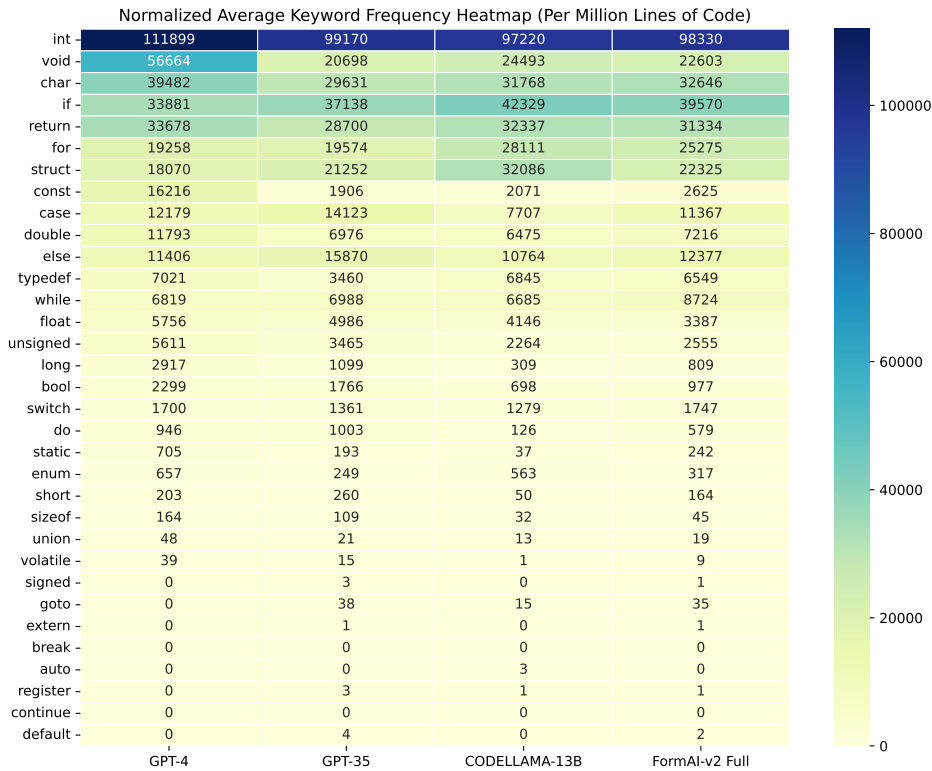 Normalized Average Keyword Frequency Heatmap (Per Million Lines of Code)
int 111899 99170 97220 98330
void 56664 20698 24493 22603
char 39482 29631 31768 32646
if 33881 37138 42329 39570
return 33678 28700 32337 31334
for 19258 19574 28111 25275
struct 18070 21252 32086 22325
const 16216 1906 2071 2625
case 12179 14123 7707 11367
double 11793 6976 6475 7216
else 11406 15870 10764 12377
typedef 7021 3460 6845 6549
while 6819 6988 6685 8724
float 5756 4986 4146 3387
unsigned 5611 3465 2264 2555
long 2917 1099 309 809
bool 2299 1766 698 977
switch 1700 1361 1279 1747
do 946 1003 126 579
static 705 193 37 242
enum 657 249 563 317
short 203 260 50 164
sizeof 164 109 32 45
union 48 21 13 19
volatile 39 15 1 9
signed 0 3 0 1
goto 0 38 15 35
extern 0 1 0 1
break 0 0 0 0
auto 0 0 3 0
register 0 3 1 1
continue 0 0 0 0
default 0 4 0 2
GPT-4 GPT-35 CODELLAMA-13B FormAI-v2 Full
100000
80000
60000
40000
20000
0